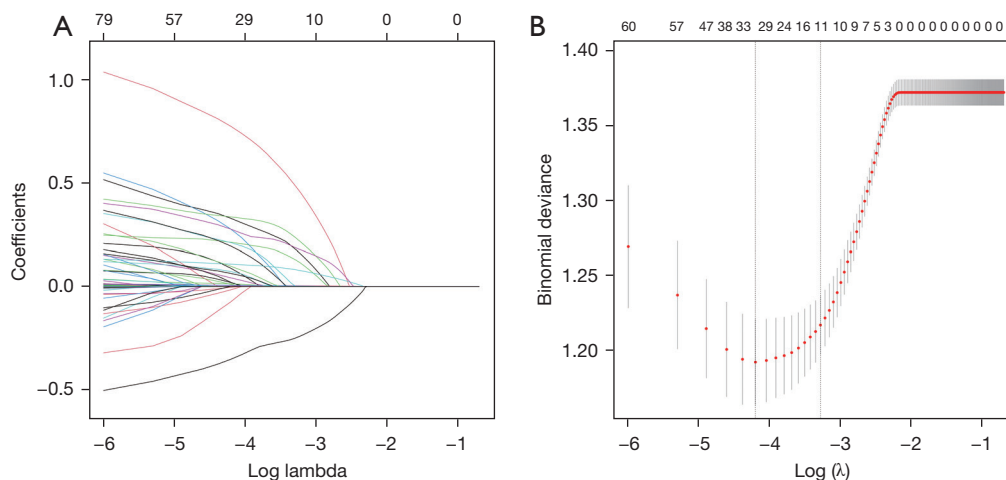 A
79 57 29 10 0 0
1.0
0.5
0.0
−0.5
Coefficients
−6 −5 −4 −3 −2 −1
Log lambda
B
60 57 47 38 33 29 24 16 11 10 9 7 5 3 0 0 0 0 0 0 0 0 0 0 0
1.40
1.35
1.30
1.25
1.20
Binomial deviance
−6 −5 −4 −3 −2 −1
Log (λ)